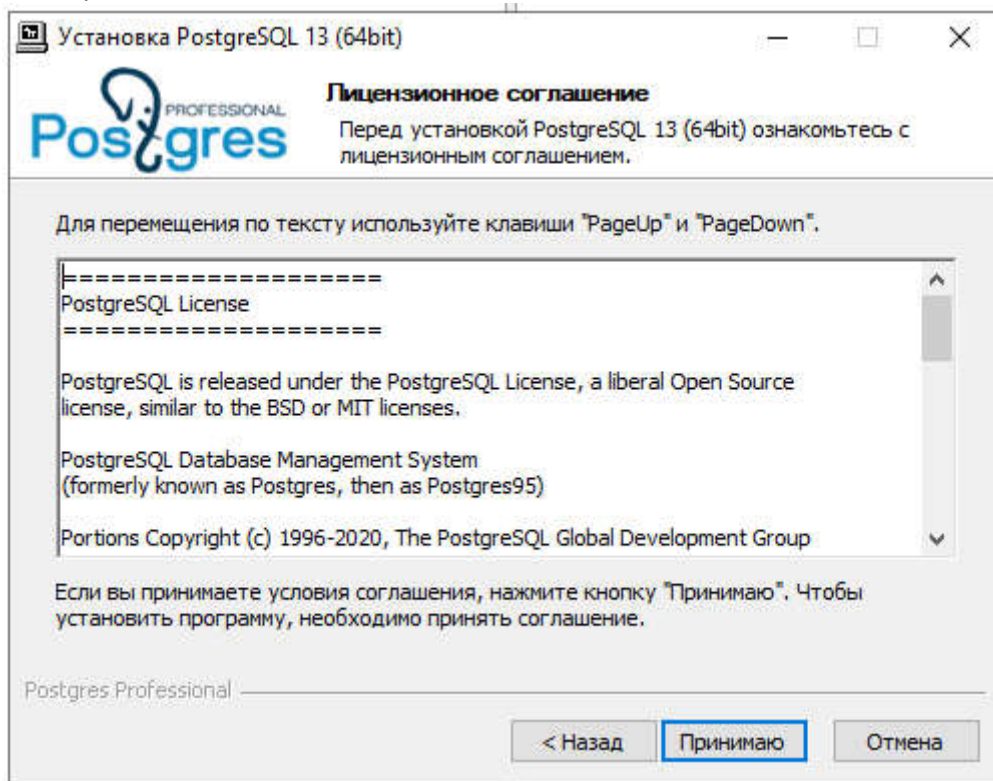 Установка PostgreSQL 13 (64bit)
PROFESSIONAL
Postgres
Лицензионное соглашение
Перед установкой PostgreSQL 13 (64bit) ознакомьтесь с
лицензионным соглашением.
Для перемещения по тексту используйте клавиши "PageUp" и "PageDown".
====================
PostgreSQL License
====================
PostgreSQL is released under the PostgreSQL License, a liberal Open Source
license, similar to the BSD or MIT licenses.
PostgreSQL Database Management System
(formerly known as Postgres, then as Postgres95)
Portions Copyright (c) 1996-2020, The PostgreSQL Global Development Group
Если вы принимаете условия соглашения, нажмите кнопку "Принимаю". Чтобы
установить программу, необходимо принять соглашение.
Postgres Professional
< Назад
Принимаю
Отмена